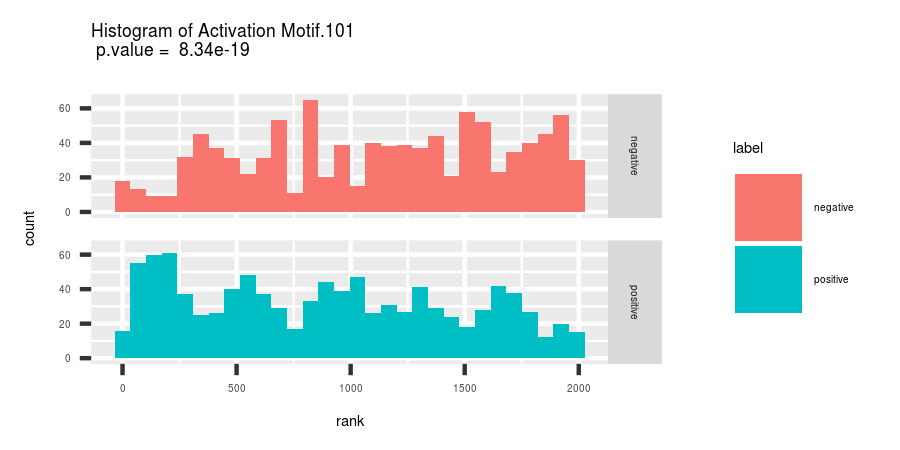 Histogram of Activation Motif.101
p.value = 8.34e-19
count
60
40
20
0
negative
60
40
20
0
positive
0 500 1000 1500 2000
rank
label
negative
positive